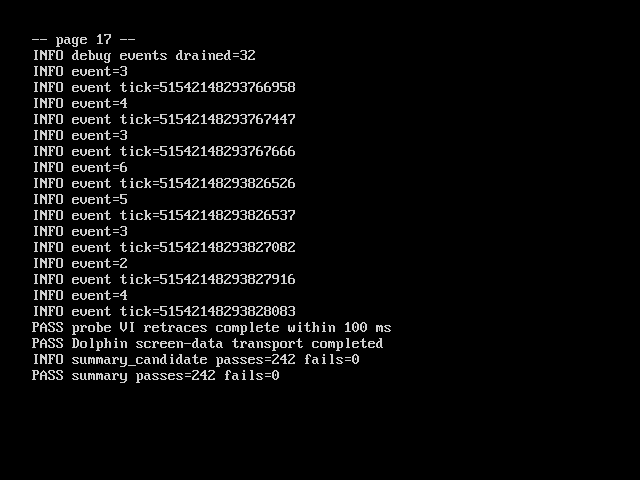 -- page 17 --
INFO debug events drained=32
INFO event=3
INFO event tick=51542148293766958
INFO event=4
INFO event tick=51542148293767447
INFO event=3
INFO event tick=51542148293767666
INFO event=6
INFO event tick=51542148293826526
INFO event=5
INFO event tick=51542148293826537
INFO event=3
INFO event tick=51542148293827082
INFO event=2
INFO event tick=51542148293827916
INFO event=4
INFO event tick=51542148293828083
PASS probe VI retraces complete within 100 ms
PASS Dolphin screen-data transport completed
INFO summary_candidate passes=242 fails=0
PASS summary passes=242 fails=0